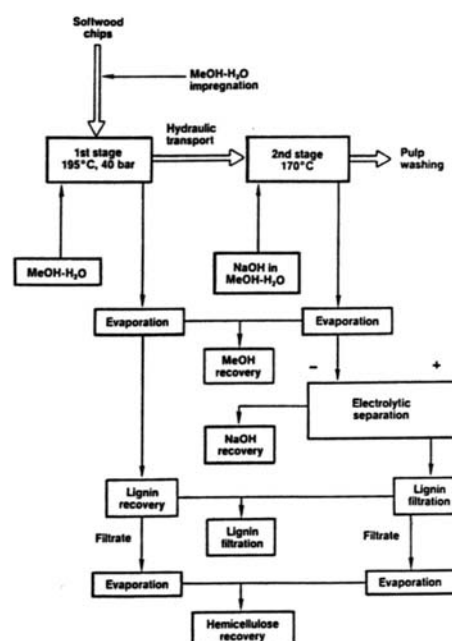 Softwood
chips
MeOH-H₂O
impregnation
Hydraulic
transport
1st stage
195°C, 40 bar
2nd stage
170°C
Pulp
washing
MeOH-H₂O
NaOH in
MeOH-H₂O
Evaporation
Evaporation
MeOH
recovery
−
+
Electrolytic
separation
NaOH
recovery
Lignin
recovery
Lignin
filtration
Lignin
filtration
Filtrate
Filtrate
Evaporation
Evaporation
Hemicellulose
recovery